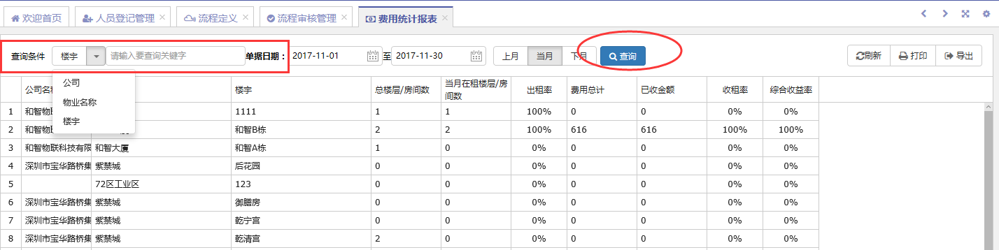 欢迎首页 人员登记管理 流程定义 流程审核管理 费用统计报表
查询条件 楼宇 请输入要查询关键字 单据日期： 2017-11-01 至 2017-11-30 上月 当月 下月 查询 刷新 打印 导出
公司
物业名称
楼宇
公司名称 楼宇 总楼层/房间数 当月在租楼层/房间数 出租率 费用总计 已收金额 收租率 综合收益率
1 和智物联 1111 1 1 100% 0 0 0% 0%
2 和智物联 和智B栋 2 2 100% 616 616 100% 100%
3 和智物联科技有限 和智大厦 和智A栋 1 0 0% 0 0 0% 0%
4 深圳市宝华路桥集 紫禁城 后花园 0 0 0% 0 0 0% 0%
5 72区工业区 123 0 0 0% 0 0 0% 0%
6 深圳市宝华路桥集 紫禁城 御膳房 0 0 0% 0 0 0% 0%
7 深圳市宝华路桥集 紫禁城 乾宁宫 0 0 0% 0 0 0% 0%
8 深圳市宝华路桥集 紫禁城 乾清宫 2 0 0% 0 0 0% 0%